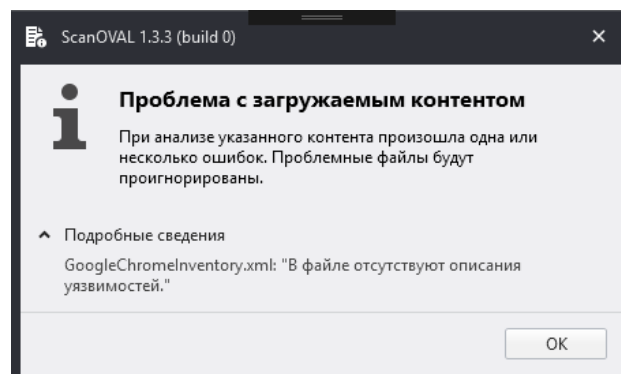 ScanOVAL 1.3.3 (build 0)
Проблема с загружаемым контентом
При анализе указанного контента произошла одна или
несколько ошибок. Проблемные файлы будут
проигнорированы.
Подробные сведения
GoogleChromeInventory.xml: "В файле отсутствуют описания
уязвимостей."
OK